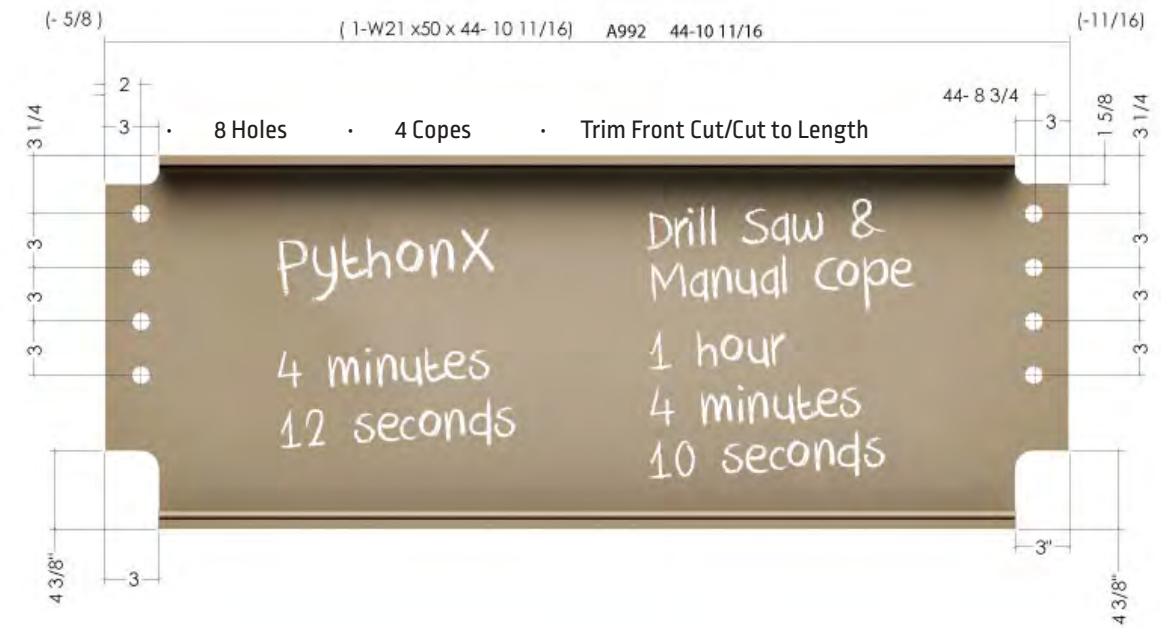 (- 5/8 )
( 1-W21 x50 x 44- 10 11/16) A992 44-10 11/16
(-11/16)
2
44- 8 3/4
3 1/4
3
· 8 Holes · 4 Copes · Trim Front Cut/Cut to Length
3
1 5/8
3 1/4
PythonX
4 minutes
12 seconds
Drill Saw &
Manual cope
1 hour
4 minutes
10 seconds
3
3
3
3
3
3
4 3/8"
3
3"
4 3/8"